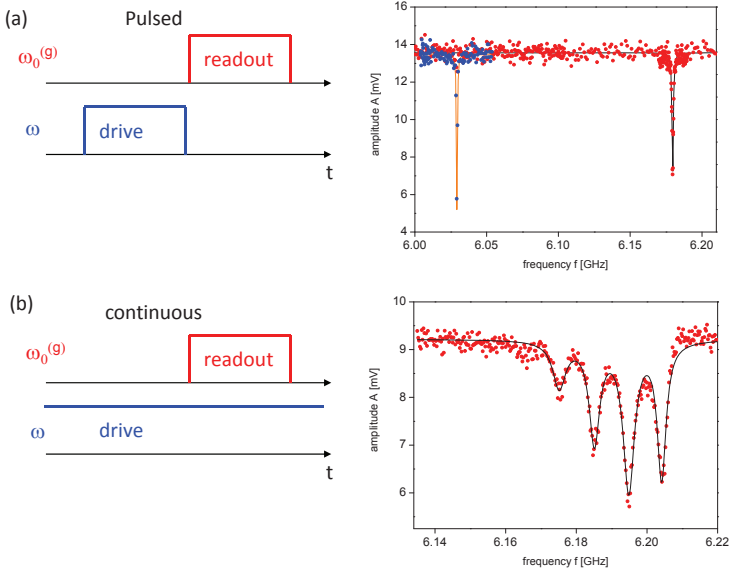 (a)
Pulsed
ω₀⁽ᵍ⁾
readout
ω
drive
t
16
14
12
10
8
6
4
amplitude A [mV]
6.00
6.05
6.10
6.15
6.20
frequency f [GHz]
(b)
continuous
ω₀⁽ᵍ⁾
readout
ω
drive
t
10
9
8
7
6
amplitude A [mV]
6.14
6.16
6.18
6.20
6.22
frequency f [GHz]